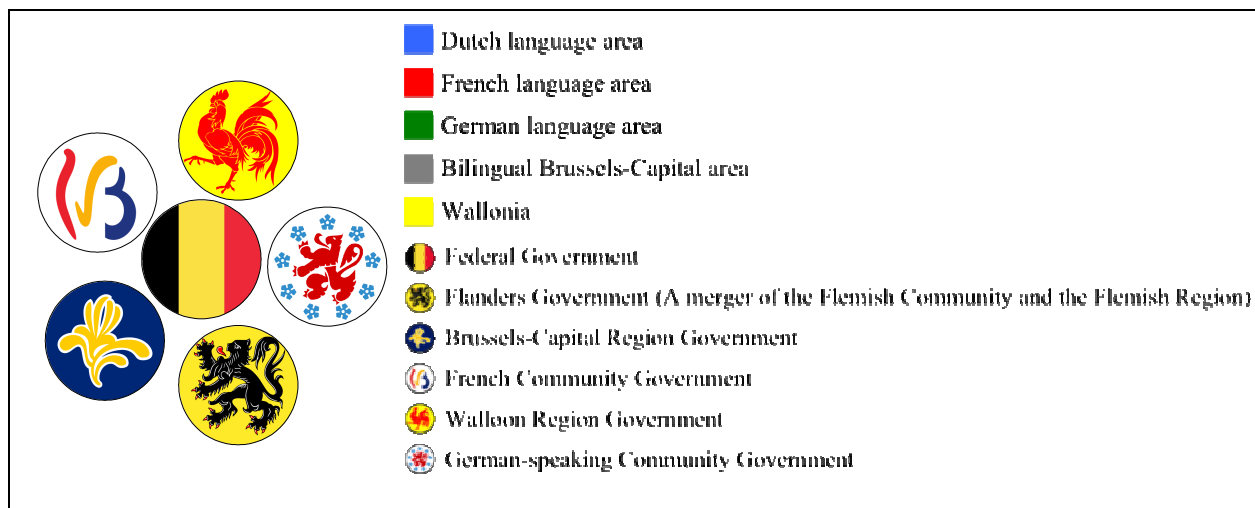 Dutch language area
French language area
German language area
Bilingual Brussels-Capital area
Wallonia
Federal Government
Flanders Government (A merger of the Flemish Community and the Flemish Region)
Brussels-Capital Region Government
French Community Government
Walloon Region Government
German-speaking Community Government